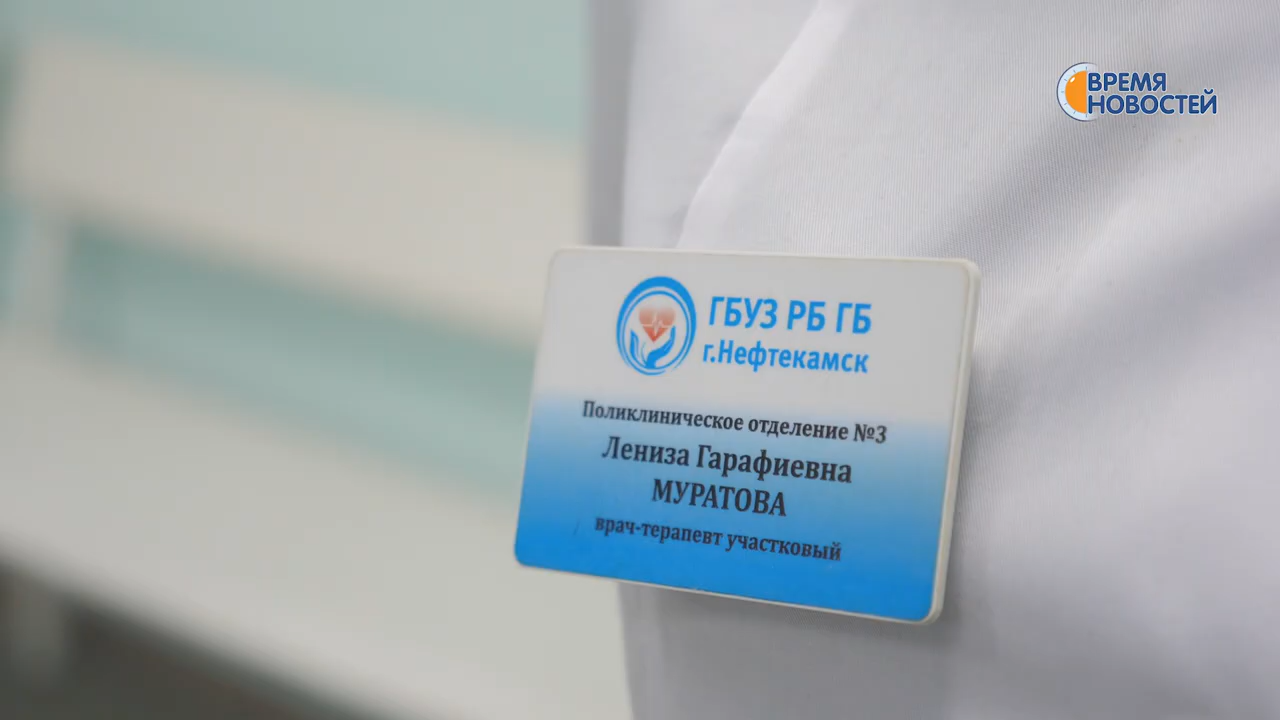 ВРЕМЯ
НОВОСТЕЙ
ГБУЗ РБ ГБ
г.Нефтекамск
Поликлиническое отделение №3
Лениза Гарафиевна
МУРАТОВА
врач-терапевт участковый